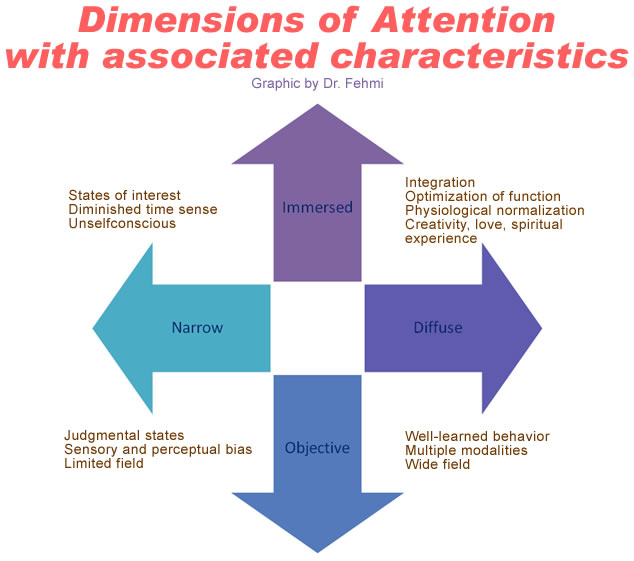 Dimensions of Attention
with associated characteristics
Graphic by Dr. Fehmi
States of interest
Diminished time sense
Unselfconscious
Immersed
Integration
Optimization of function
Physiological normalization
Creativity, love, spiritual
experience
Narrow
Diffuse
Judgmental states
Sensory and perceptual bias
Limited field
Objective
Well-learned behavior
Multiple modalities
Wide field